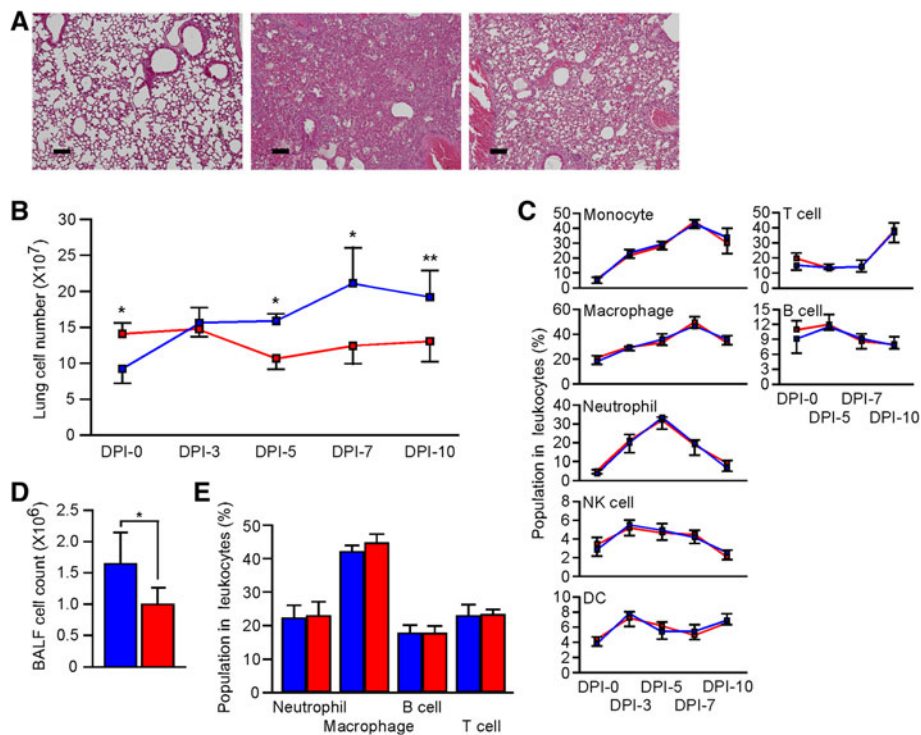 A
B
Lung cell number (X10⁷)
30
25
20
15
10
5
0
*
*
*
**
DPI-0 DPI-3 DPI-5 DPI-7 DPI-10
C
Population in leukocytes (%)
Monocyte
50
40
30
20
10
0
T cell
50
40
30
20
10
0
Macrophage
60
40
20
0
B cell
15
12
9
6
3
0
DPI-0 DPI-7
DPI-5 DPI-10
Neutrophil
40
30
20
10
0
NK cell
8
6
4
2
0
DC
10
8
6
4
2
0
DPI-0 DPI-5 DPI-10
DPI-3 DPI-7
D
BALF cell count (X10⁶)
2.5
2.0
1.5
1.0
0.5
0
*
E
Population in leukocytes (%)
50
40
30
20
10
0
Neutrophil B cell
Macrophage T cell